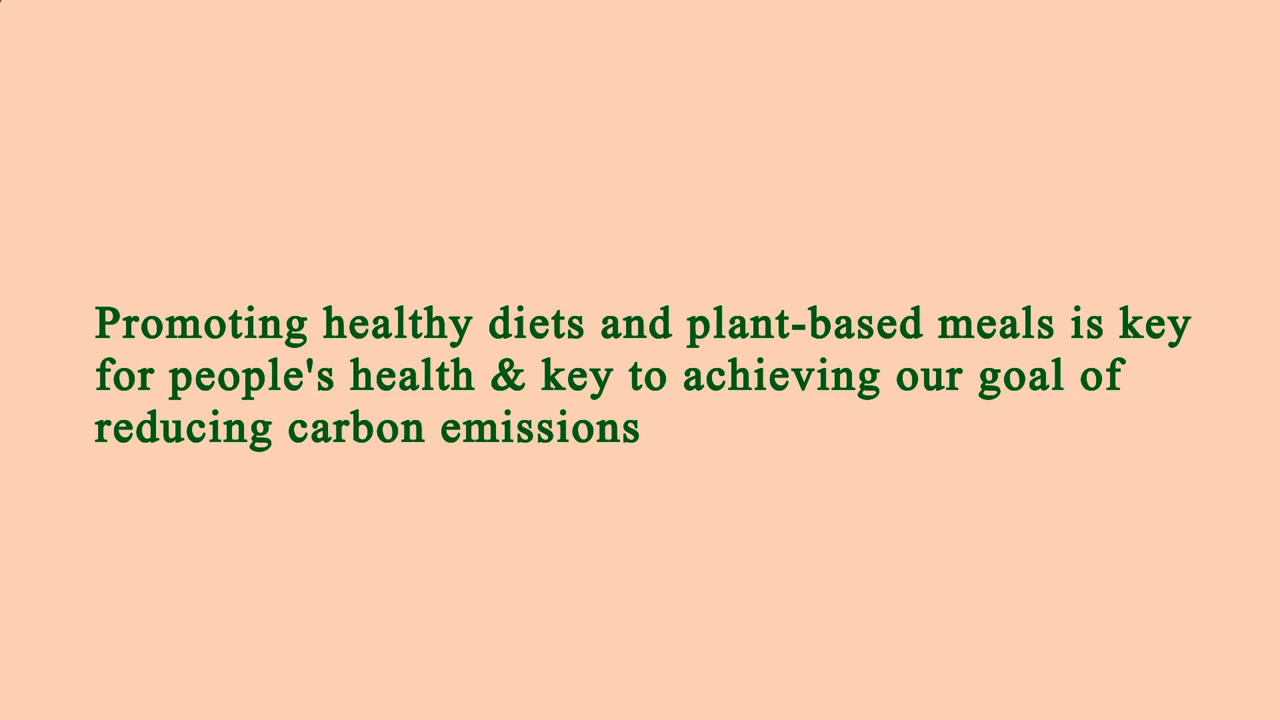 Promoting healthy diets and plant-based meals is key
for people's health & key to achieving our goal of
reducing carbon emissions